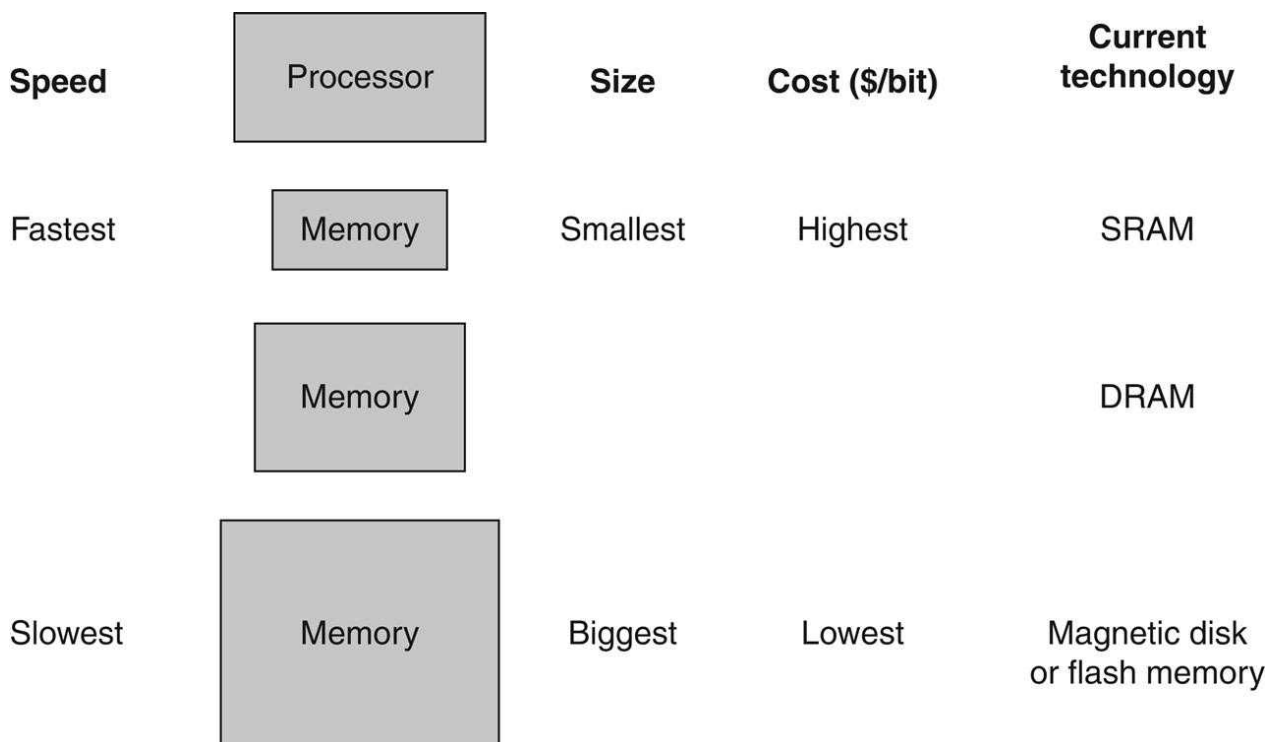 Speed
Processor
Size
Cost ($/bit)
Current
technology
Fastest
Memory
Smallest
Highest
SRAM
Memory
DRAM
Slowest
Memory
Biggest
Lowest
Magnetic disk
or flash memory